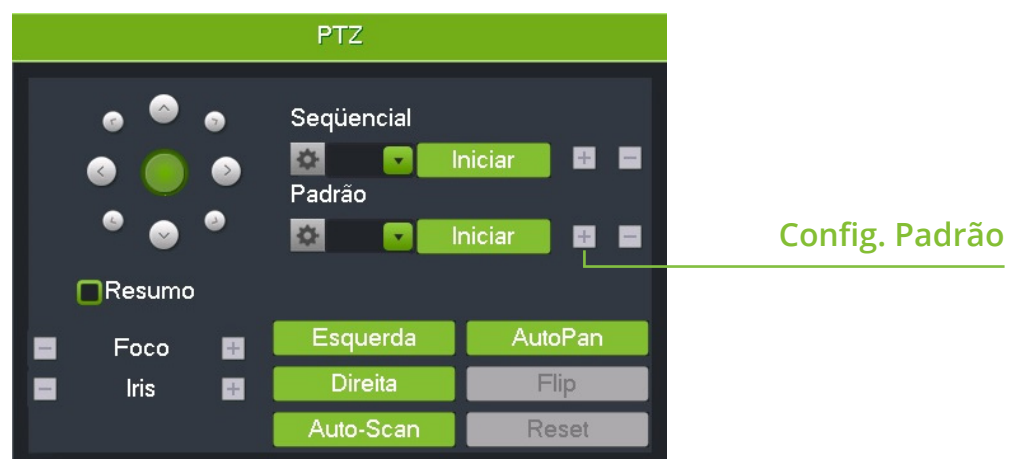 PTZ
Seqüencial
Iniciar
Padrão
Iniciar
Config. Padrão
Resumo
Foco
Iris
Esquerda
AutoPan
Direita
Flip
Auto-Scan
Reset